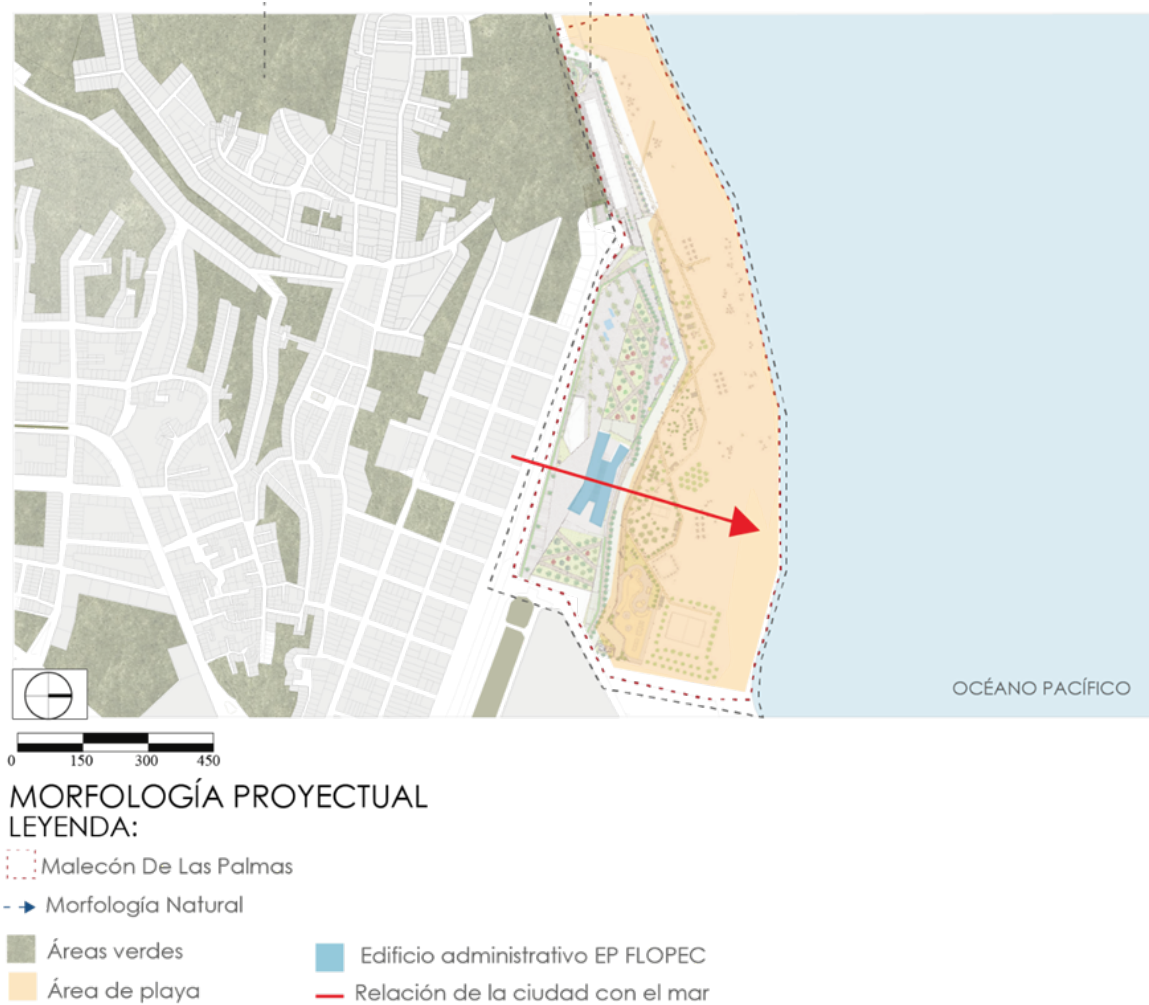 OCÉANO PACÍFICO
0 150 300 450
MORFOLOGÍA PROYECTUAL
LEYENDA:
Malecón De Las Palmas
Morfología Natural
Áreas verdes
Área de playa
Edificio administrativo EP FLOPEC
Relación de la ciudad con el mar